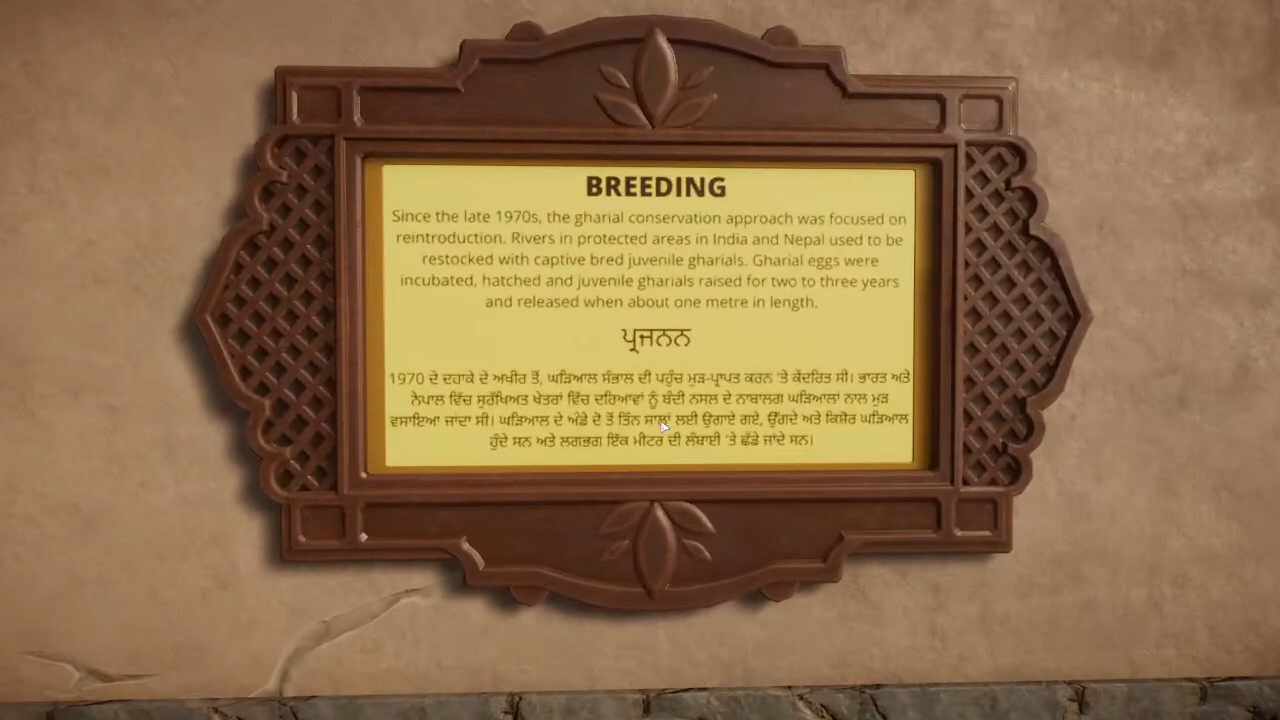 BREEDING
Since the late 1970s, the gharial conservation approach was focused on
reintroduction. Rivers in protected areas in India and Nepal used to be
restocked with captive bred juvenile gharials. Gharial eggs were
incubated, hatched and juvenile gharials raised for two to three years
and released when about one metre in length.
ਪ੍ਰਜਨਨ
1970 ਦੇ ਦਹਾਕੇ ਦੇ ਅਖੀਰ ਤੋਂ, ਘੜਿਆਲ ਸੰਭਾਲ ਦੀ ਪਹੁੰਚ ਮੁੜ-ਪ੍ਰਾਪਤ ਕਰਨ 'ਤੇ ਕੇਂਦਰਿਤ ਸੀ। ਭਾਰਤ ਅਤੇ
ਨੇਪਾਲ ਵਿੱਚ ਸੁਰੱਖਿਅਤ ਖੇਤਰਾਂ ਵਿੱਚ ਦਰਿਆਵਾਂ ਨੂੰ ਬੰਦੀ ਨਸਲ ਦੇ ਨਾਬਾਲਗ ਘੜਿਆਲਾਂ ਨਾਲ ਮੁੜ
ਵਸਾਇਆ ਜਾਂਦਾ ਸੀ। ਘੜਿਆਲ ਦੇ ਅੰਡੇ ਦੋ ਤੋਂ ਤਿੰਨ ਸਾਲਾਂ ਲਈ ਉਗਾਏ ਗਏ, ਉੱਗਦੇ ਅਤੇ ਕਿਸ਼ੋਰ ਘੜਿਆਲ
ਹੁੰਦੇ ਸਨ ਅਤੇ ਲਗਭਗ ਇੱਕ ਮੀਟਰ ਦੀ ਲੰਬਾਈ 'ਤੇ ਛੱਡੇ ਜਾਂਦੇ ਸਨ।